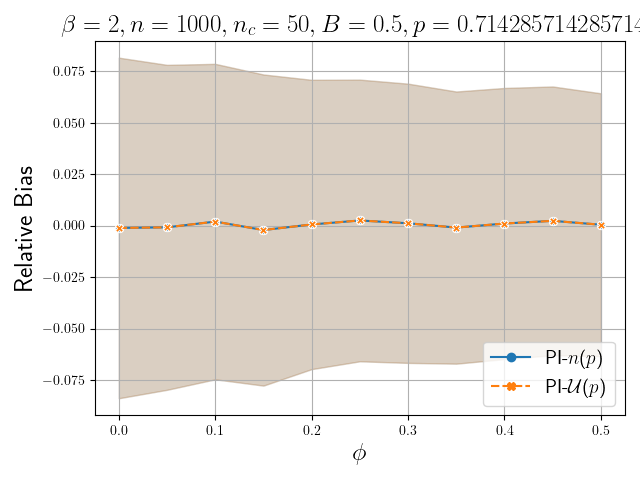 β = 2, n = 1000, n_c = 50, B = 0.5, p = 0.714285714285714
0.075
0.050
0.025
0.000
−0.025
−0.050
−0.075
Relative Bias
PI-n(p)
PI-𝒰(p)
0.0 0.1 0.2 0.3 0.4 0.5
ϕ